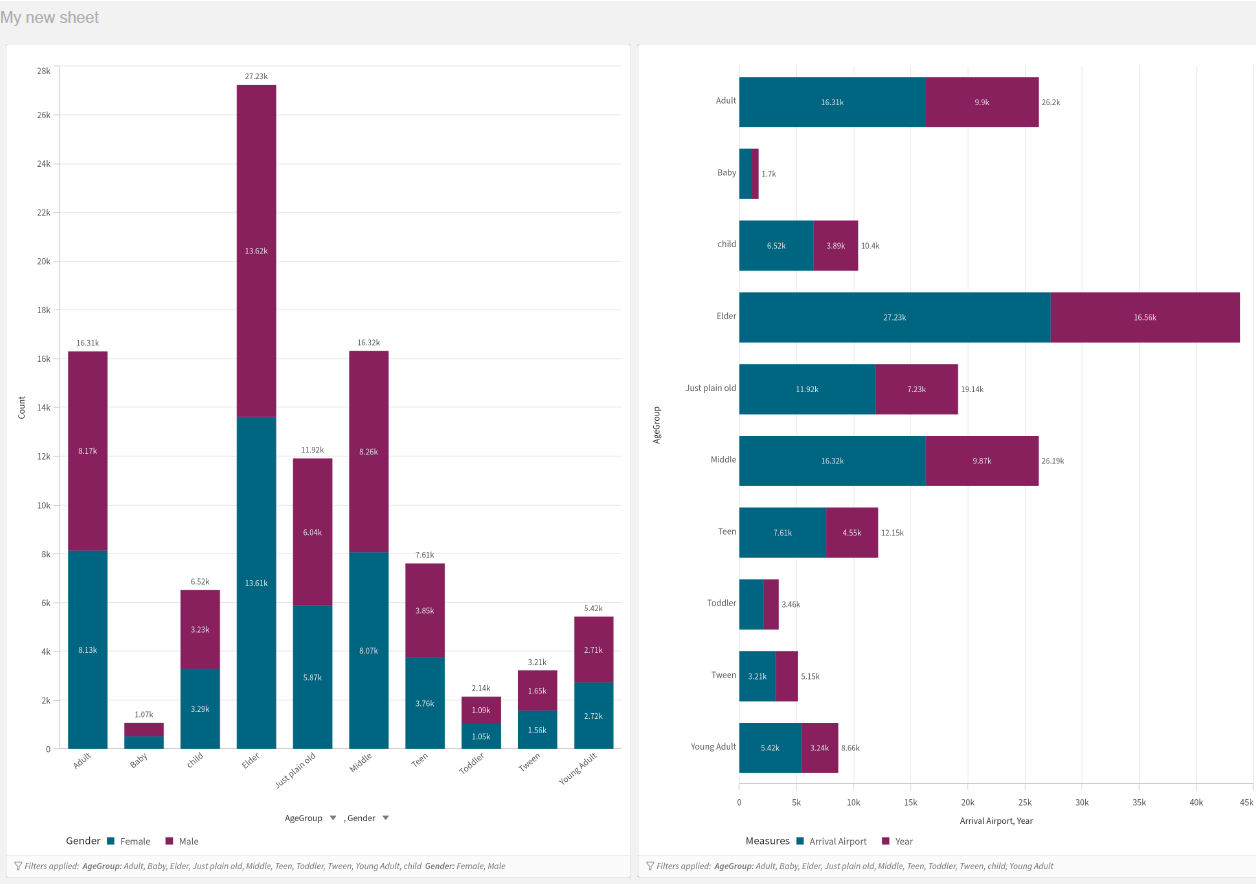 My new sheet
28k
26k
24k
22k
20k
18k
16k
14k
12k
10k
8k
6k
4k
2k
0
Count
16.31k
8.17k
8.13k
1.07k
6.52k
3.23k
3.29k
27.23k
13.62k
13.61k
11.92k
6.04k
5.87k
16.32k
8.26k
8.07k
7.61k
3.85k
3.76k
2.14k
1.09k
1.05k
3.21k
1.65k
1.56k
5.42k
2.71k
2.72k
Adult
Baby
child
Elder
Just plain old
Middle
Teen
Toddler
Tween
Young Adult
AgeGroup , Gender
Gender Female Male
Filters applied: AgeGroup: Adult, Baby, Elder, Just plain old, Middle, Teen, Toddler, Tween, Young Adult, child Gender: Female, Male
AgeGroup
Adult 16.31k 9.9k 26.2k
Baby 1.7k
child 6.52k 3.89k 10.4k
Elder 27.23k 16.56k
Just plain old 11.92k 7.23k 19.14k
Middle 16.32k 9.87k 26.19k
Teen 7.61k 4.55k 12.15k
Toddler 3.46k
Tween 3.21k 5.15k
Young Adult 5.42k 3.24k 8.66k
0 5k 10k 15k 20k 25k 30k 35k 40k 45k
Arrival Airport, Year
Measures Arrival Airport Year
Filters applied: AgeGroup: Adult, Baby, Elder, Just plain old, Middle, Teen, Toddler, Tween, child, Young Adult